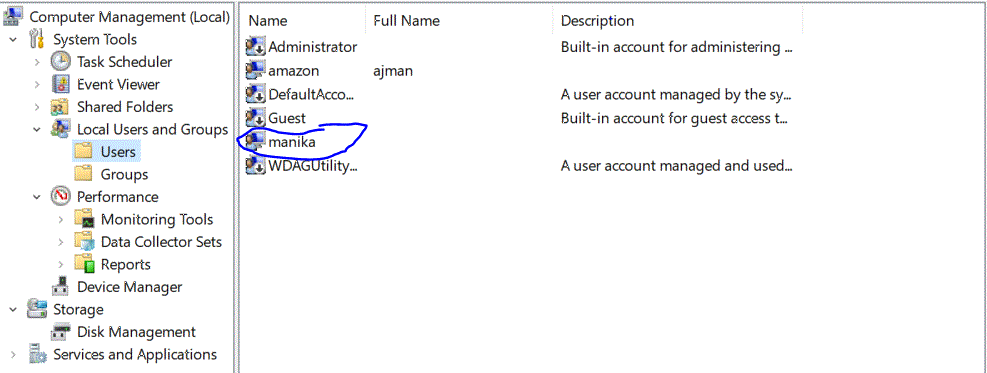 Computer Management (Local)
System Tools
Task Scheduler
Event Viewer
Shared Folders
Local Users and Groups
Users
Groups
Performance
Monitoring Tools
Data Collector Sets
Reports
Device Manager
Storage
Disk Management
Services and Applications
Name Full Name Description
Administrator Built-in account for administering ...
amazon ajman
DefaultAcco... A user account managed by the sy...
Guest Built-in account for guest access t...
manika
WDAGUtility... A user account managed and used...